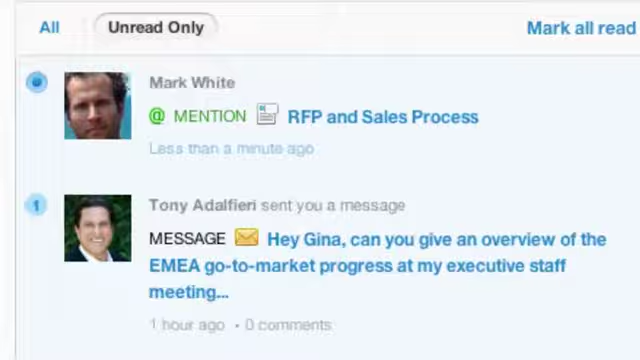 All Unread Only Mark all read
Mark White
@ MENTION RFP and Sales Process
Less than a minute ago
1 Tony Adalfieri sent you a message
MESSAGE Hey Gina, can you give an overview of the
EMEA go-to-market progress at my executive staff
meeting...
1 hour ago • 0 comments